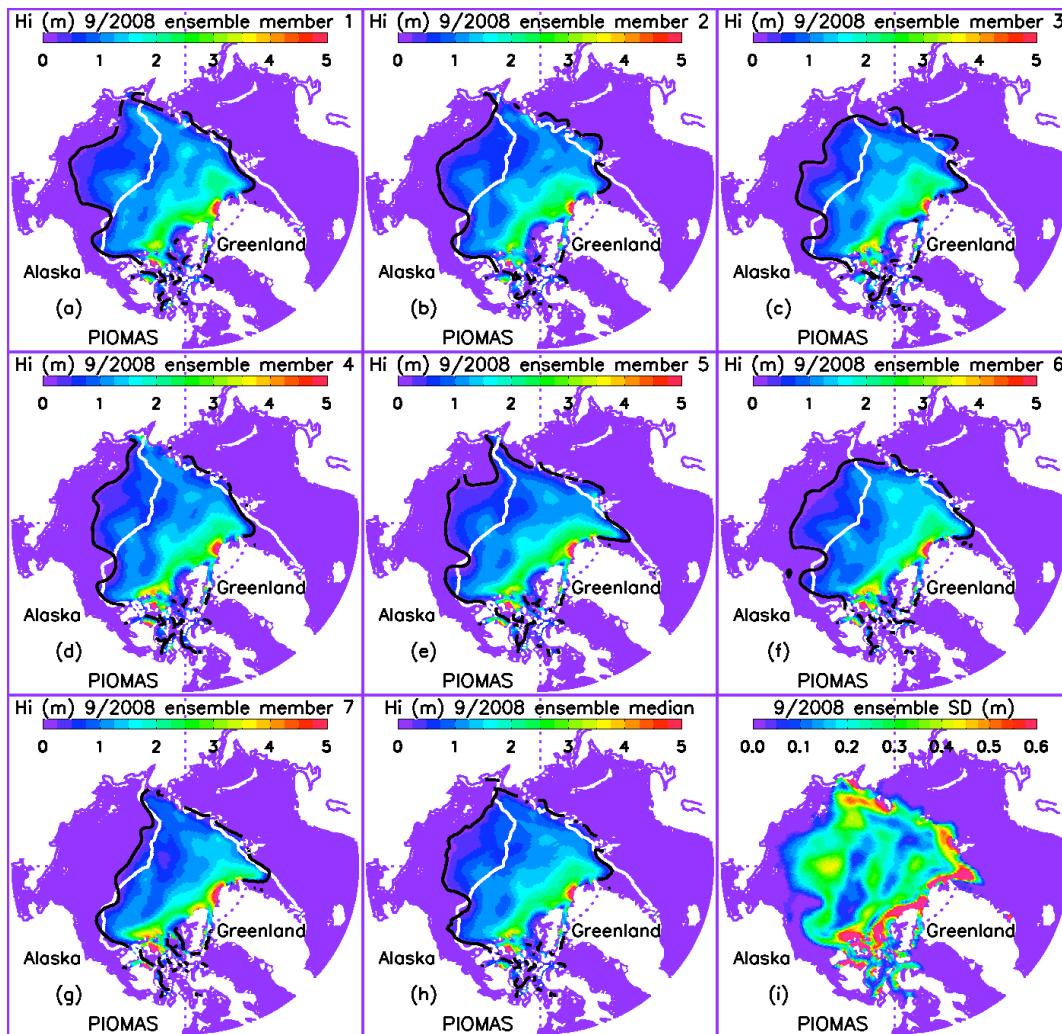 Hi (m) 9/2008 ensemble member 1
0 1 2 3 4 5
Greenland
Alaska
(a)
PIOMAS
Hi (m) 9/2008 ensemble member 2
0 1 2 3 4 5
Greenland
Alaska
(b)
PIOMAS
Hi (m) 9/2008 ensemble member 3
0 1 2 3 4 5
Greenland
Alaska
(c)
PIOMAS
Hi (m) 9/2008 ensemble member 4
0 1 2 3 4 5
Greenland
Alaska
(d)
PIOMAS
Hi (m) 9/2008 ensemble member 5
0 1 2 3 4 5
Greenland
Alaska
(e)
PIOMAS
Hi (m) 9/2008 ensemble member 6
0 1 2 3 4 5
Greenland
Alaska
(f)
PIOMAS
Hi (m) 9/2008 ensemble member 7
0 1 2 3 4 5
Greenland
Alaska
(g)
PIOMAS
Hi (m) 9/2008 ensemble median
0 1 2 3 4 5
Greenland
Alaska
(h)
PIOMAS
9/2008 ensemble SD (m)
0.0 0.1 0.2 0.3 0.4 0.5 0.6
Greenland
Alaska
(i)
PIOMAS